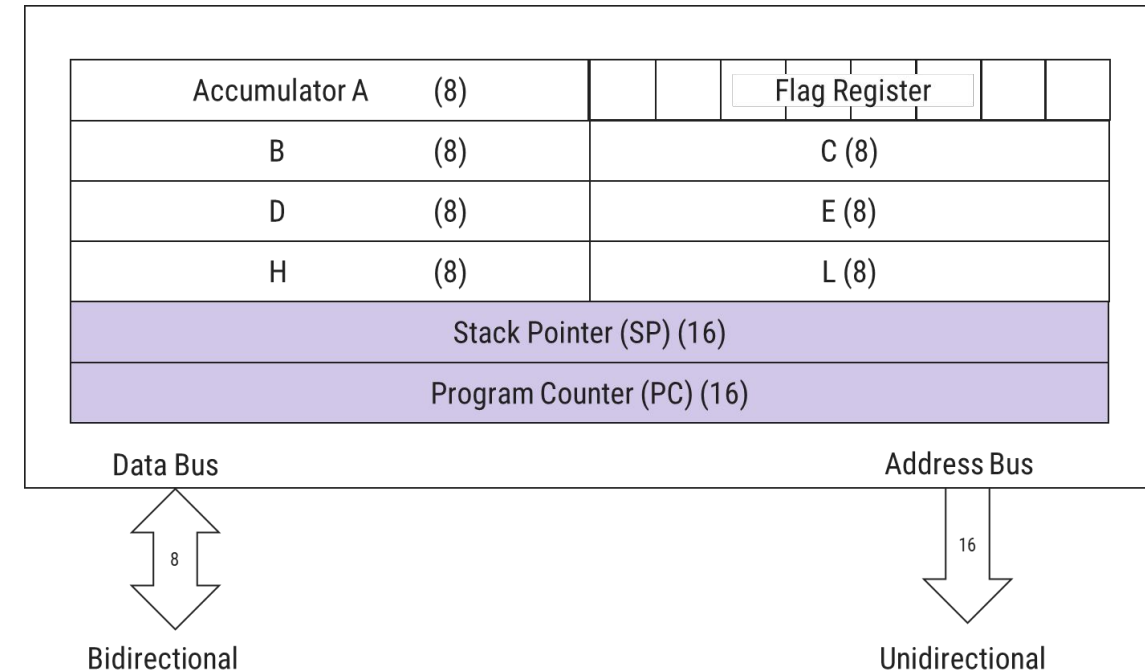 Accumulator A (8) Flag Register
B (8) C (8)
D (8) E (8)
H (8) L (8)
Stack Pointer (SP) (16)
Program Counter (PC) (16)
Data Bus Address Bus
8 16
Bidirectional Unidirectional